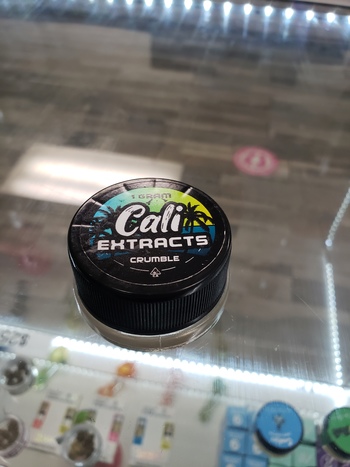 1 GRAM
Cali
EXTRACTS
CRUMBLE